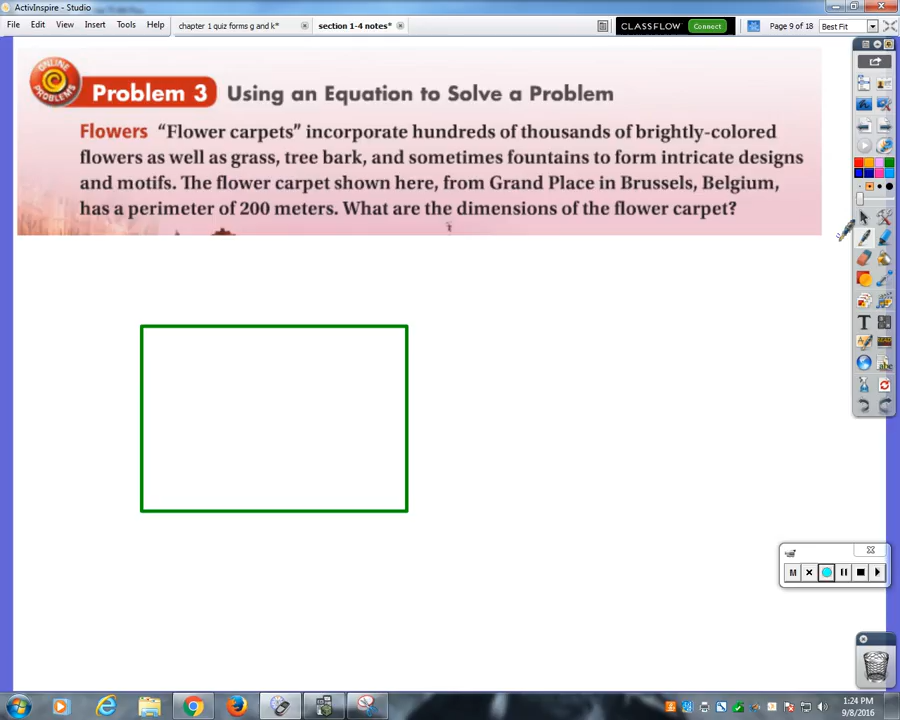 ActivInspire - Studio
File Edit View Insert Tools Help
chapter 1 quiz forms g and k*
section 1-4 notes*
CLASSFLOW Connect
Page 9 of 18
Best Fit
ONLINE PROBLEMS
Problem 3 Using an Equation to Solve a Problem
Flowers “Flower carpets” incorporate hundreds of thousands of brightly-colored
flowers as well as grass, tree bark, and sometimes fountains to form intricate designs
and motifs. The flower carpet shown here, from Grand Place in Brussels, Belgium,
has a perimeter of 200 meters. What are the dimensions of the flower carpet?
T
abc
M
1:24 PM
9/8/2016